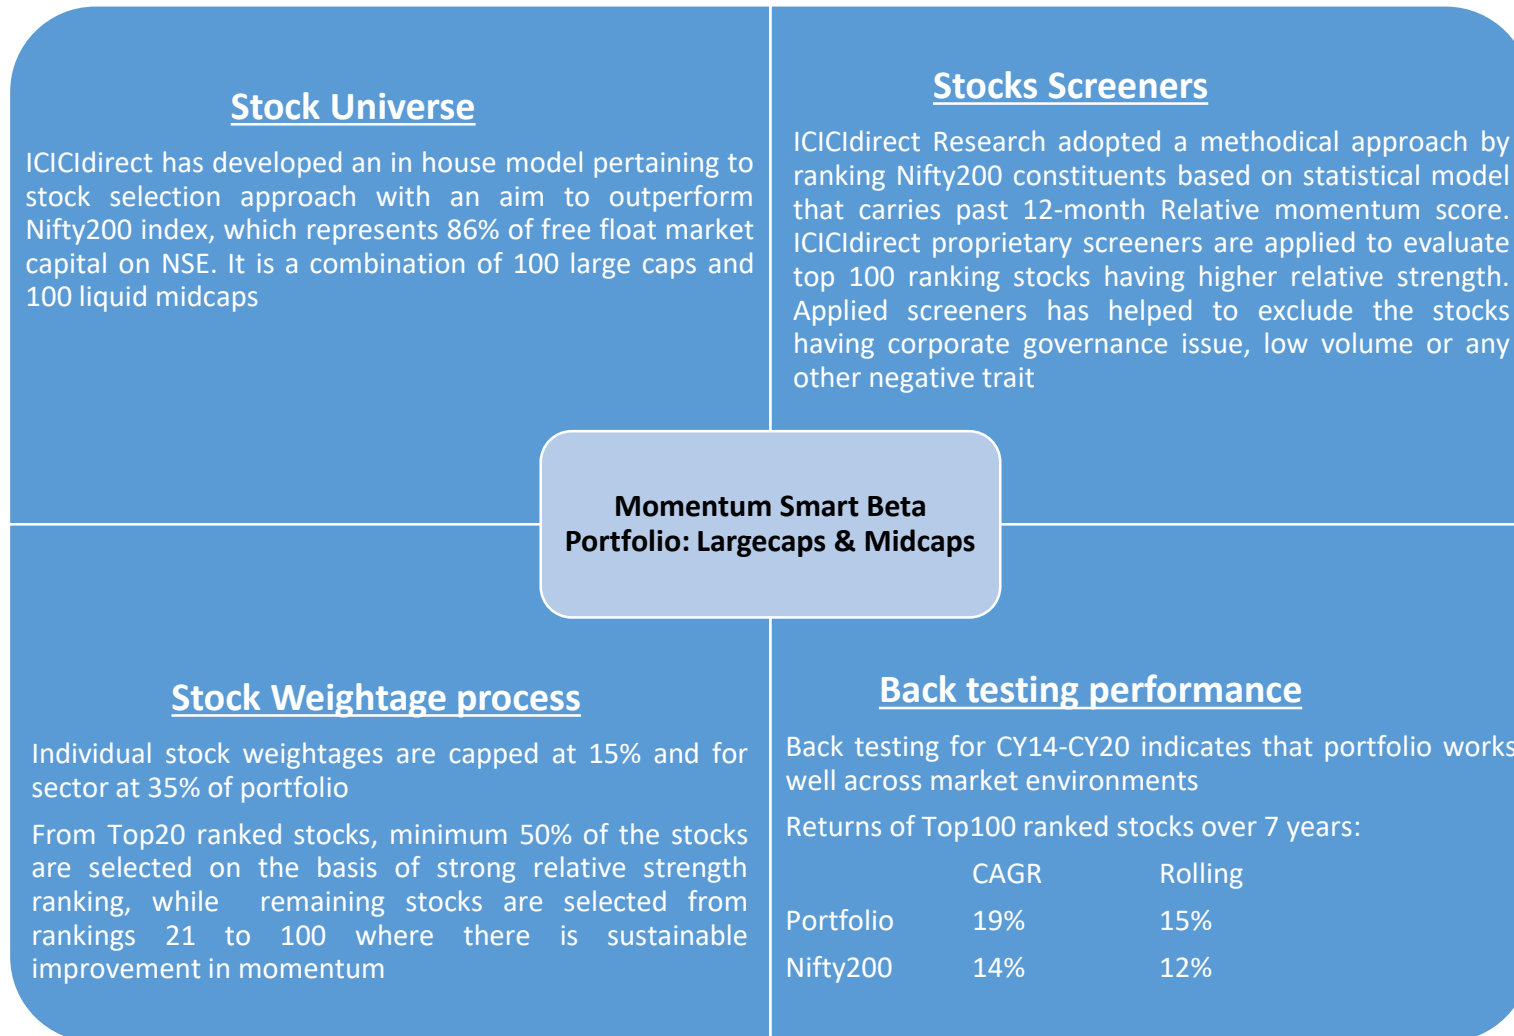 Stock Universe
ICICIdirect has developed an in house model pertaining to
stock selection approach with an aim to outperform
Nifty200 index, which represents 86% of free float market
capital on NSE. It is a combination of 100 large caps and
100 liquid midcaps
Stocks Screeners
ICICIdirect Research adopted a methodical approach by
ranking Nifty200 constituents based on statistical model
that carries past 12-month Relative momentum score.
ICICIdirect proprietary screeners are applied to evaluate
top 100 ranking stocks having higher relative strength.
Applied screeners has helped to exclude the stocks
having corporate governance issue, low volume or any
other negative trait
Momentum Smart Beta
Portfolio: Largecaps & Midcaps
Stock Weightage process
Individual stock weightages are capped at 15% and for
sector at 35% of portfolio
From Top20 ranked stocks, minimum 50% of the stocks
are selected on the basis of strong relative strength
ranking, while remaining stocks are selected from
rankings 21 to 100 where there is sustainable
improvement in momentum
Back testing performance
Back testing for CY14-CY20 indicates that portfolio works
well across market environments
Returns of Top100 ranked stocks over 7 years:
CAGR Rolling
Portfolio 19% 15%
Nifty200 14% 12%